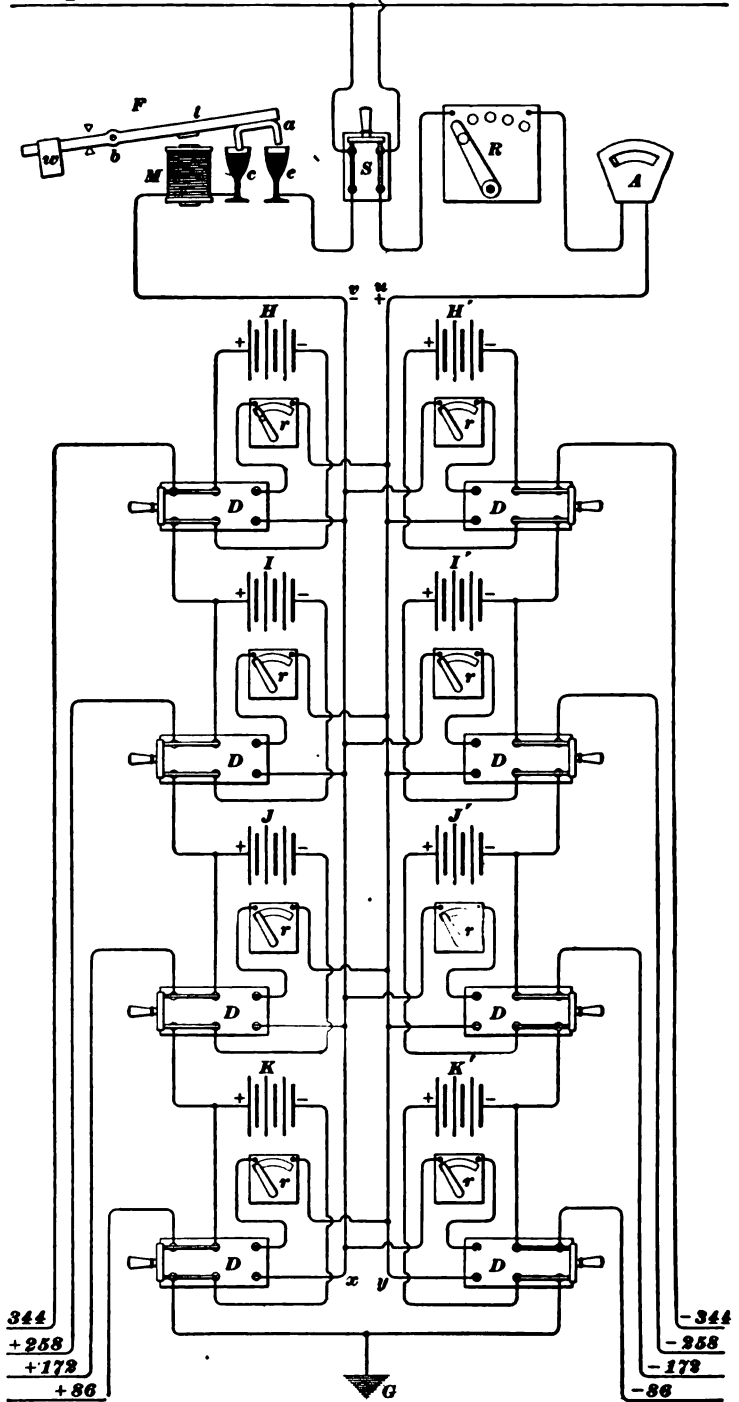 F l a
w b M c e S R A
v u
− +
H H′
+ − + −
r r
D D
I I′
+ − + −
r r
D D
J J′
+ − + −
r r
D D
K K′
+ − + −
r r
D D
x y
344 −344
+258 −258
+172 −172
+86 −86
G